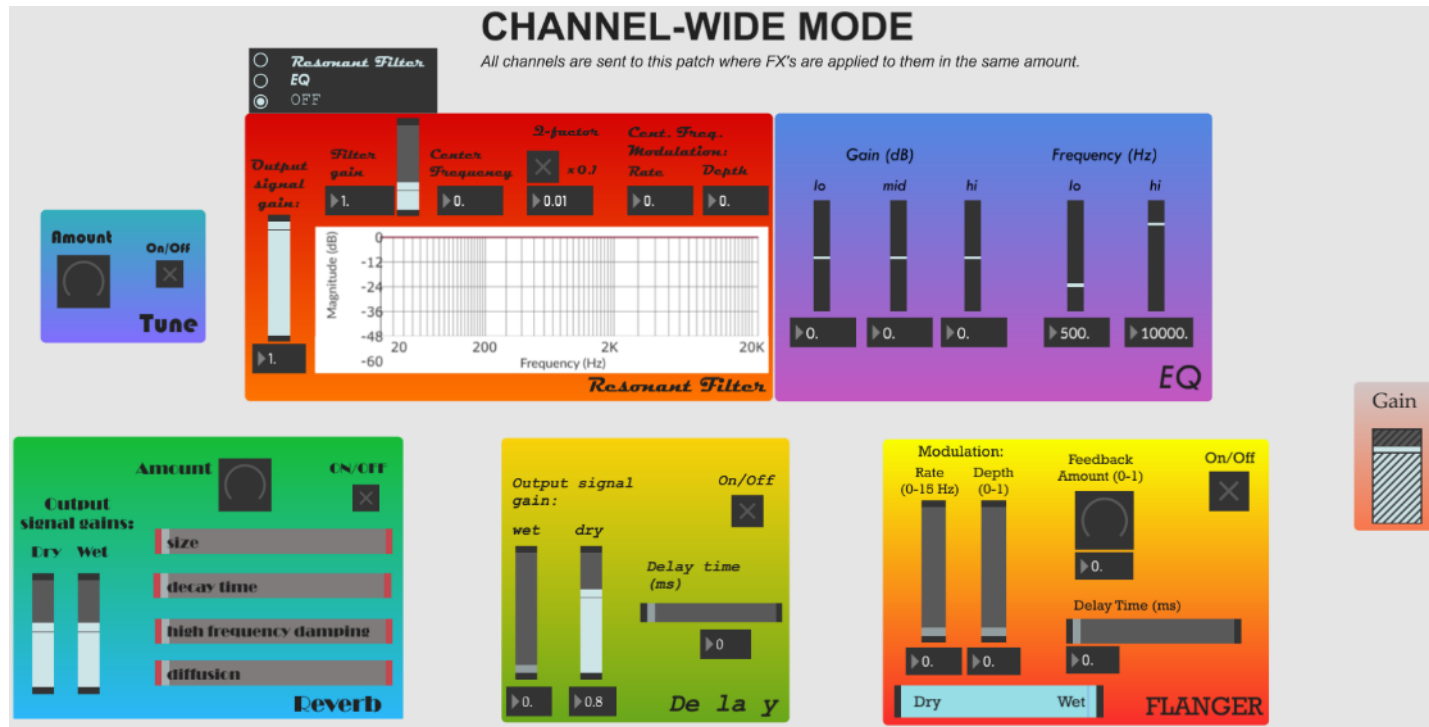 CHANNEL-WIDE MODE
All channels are sent to this patch where FX's are applied to them in the same amount.
Resonant Filter
EQ
OFF
Amount
On/Off
Tune
Output
signal
gain:
1.
Filter
gain
1.
Center
Frequency
0.
Q-factor
x0.1
0.01
Cent. Freq.
Modulation:
Rate
Depth
0.
0.
Magnitude (dB)
0
-12
-24
-36
-48
-60
20
200
2K
20K
Frequency (Hz)
Resonant Filter
Gain (dB)
lo
mid
hi
0.
0.
0.
Frequency (Hz)
lo
hi
500.
10000.
EQ
Gain
Amount
ON/OFF
Output
signal gains:
Dry
Wet
size
decay time
high frequency damping
diffusion
Reverb
Output signal
gain:
wet
dry
0.
0.8
On/Off
Delay time
(ms)
0
De la y
Modulation:
Rate
(0-15 Hz)
Depth
(0-1)
0.
0.
Feedback
Amount (0-1)
0.
On/Off
Delay Time (ms)
0.
Dry
Wet
FLANGER